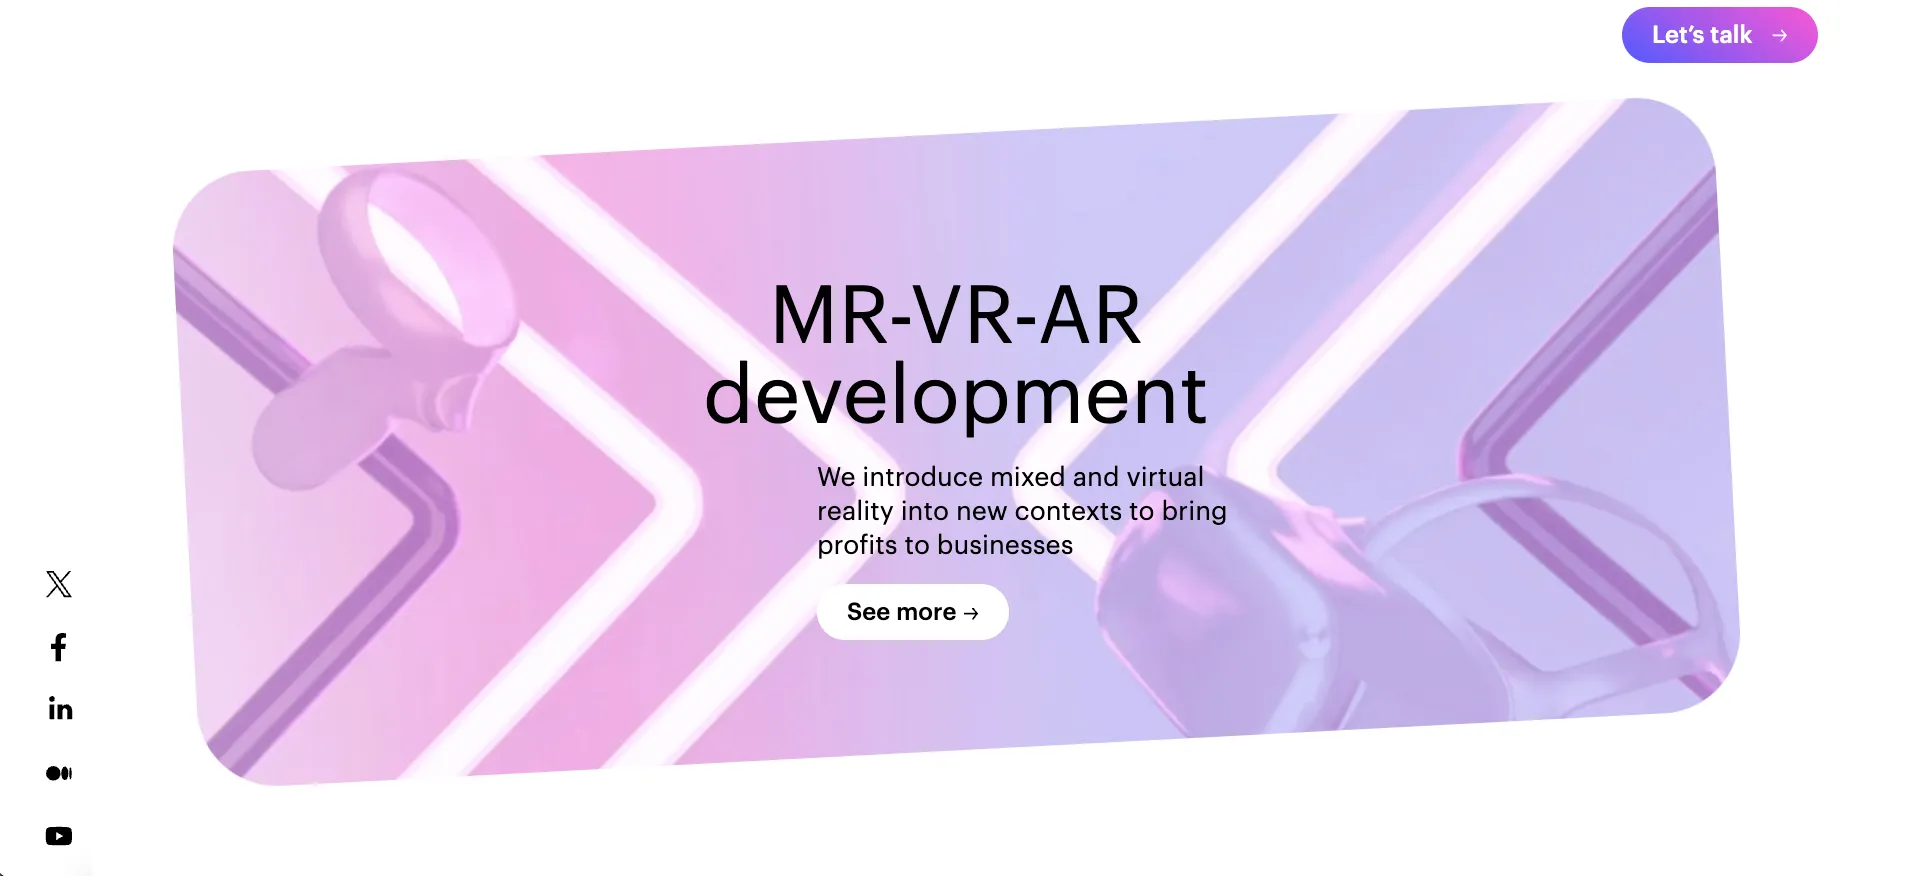 Let’s talk →
MR-VR-AR
development
We introduce mixed and virtual
reality into new contexts to bring
profits to businesses
See more →